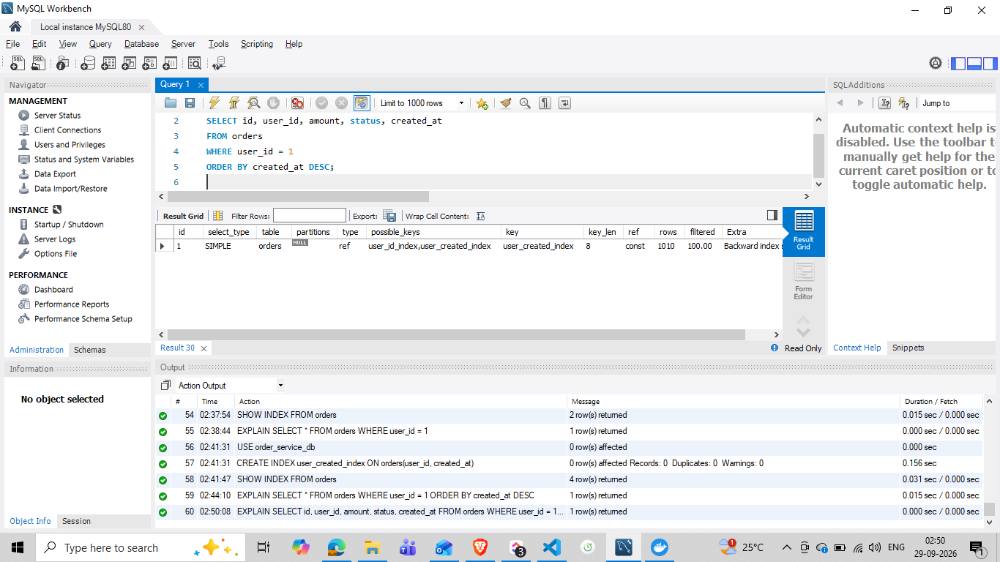 MySQL Workbench
Local instance MySQL80
File Edit View Query Database Server Tools Scripting Help
Navigator
MANAGEMENT
Server Status
Client Connections
Users and Privileges
Status and System Variables
Data Export
Data Import/Restore
INSTANCE
Startup / Shutdown
Server Logs
Options File
PERFORMANCE
Dashboard
Performance Reports
Performance Schema Setup
Administration Schemas
Information
No object selected
Object Info Session
Query 1
Limit to 1000 rows
2 SELECT id, user_id, amount, status, created_at
3 FROM orders
4 WHERE user_id = 1
5 ORDER BY created_at DESC;
6
Result Grid Filter Rows: Export: Wrap Cell Content: IA
id select_type table partitions type possible_keys key key_len ref rows filtered Extra
1 SIMPLE orders NULL ref user_id_index,user_created_index user_created_index 8 const 1010 100.00 Backward index s
Result Grid
Form Editor
Result 30
Read Only
SQLAdditions
Jump to
Automatic context help is
disabled. Use the toolbar to
manually get help for the
current caret position or to
toggle automatic help.
Context Help Snippets
Output
Action Output
# Time Action Message Duration / Fetch
54 02:37:54 SHOW INDEX FROM orders 2 row(s) returned 0.015 sec / 0.000 sec
55 02:38:44 EXPLAIN SELECT * FROM orders WHERE user_id = 1 1 row(s) returned 0.000 sec / 0.000 sec
56 02:41:31 USE order_service_db 0 row(s) affected 0.000 sec
57 02:41:31 CREATE INDEX user_created_index ON orders(user_id, created_at) 0 row(s) affected Records: 0 Duplicates: 0 Warnings: 0 0.156 sec
58 02:41:47 SHOW INDEX FROM orders 4 row(s) returned 0.031 sec / 0.000 sec
59 02:44:10 EXPLAIN SELECT * FROM orders WHERE user_id = 1 ORDER BY created_at DESC 1 row(s) returned 0.015 sec / 0.000 sec
60 02:50:08 EXPLAIN SELECT id, user_id, amount, status, created_at FROM orders WHERE user_id = 1... 1 row(s) returned 0.000 sec / 0.000 sec
Type here to search
25°C
ENG
02:50
29-09-2026